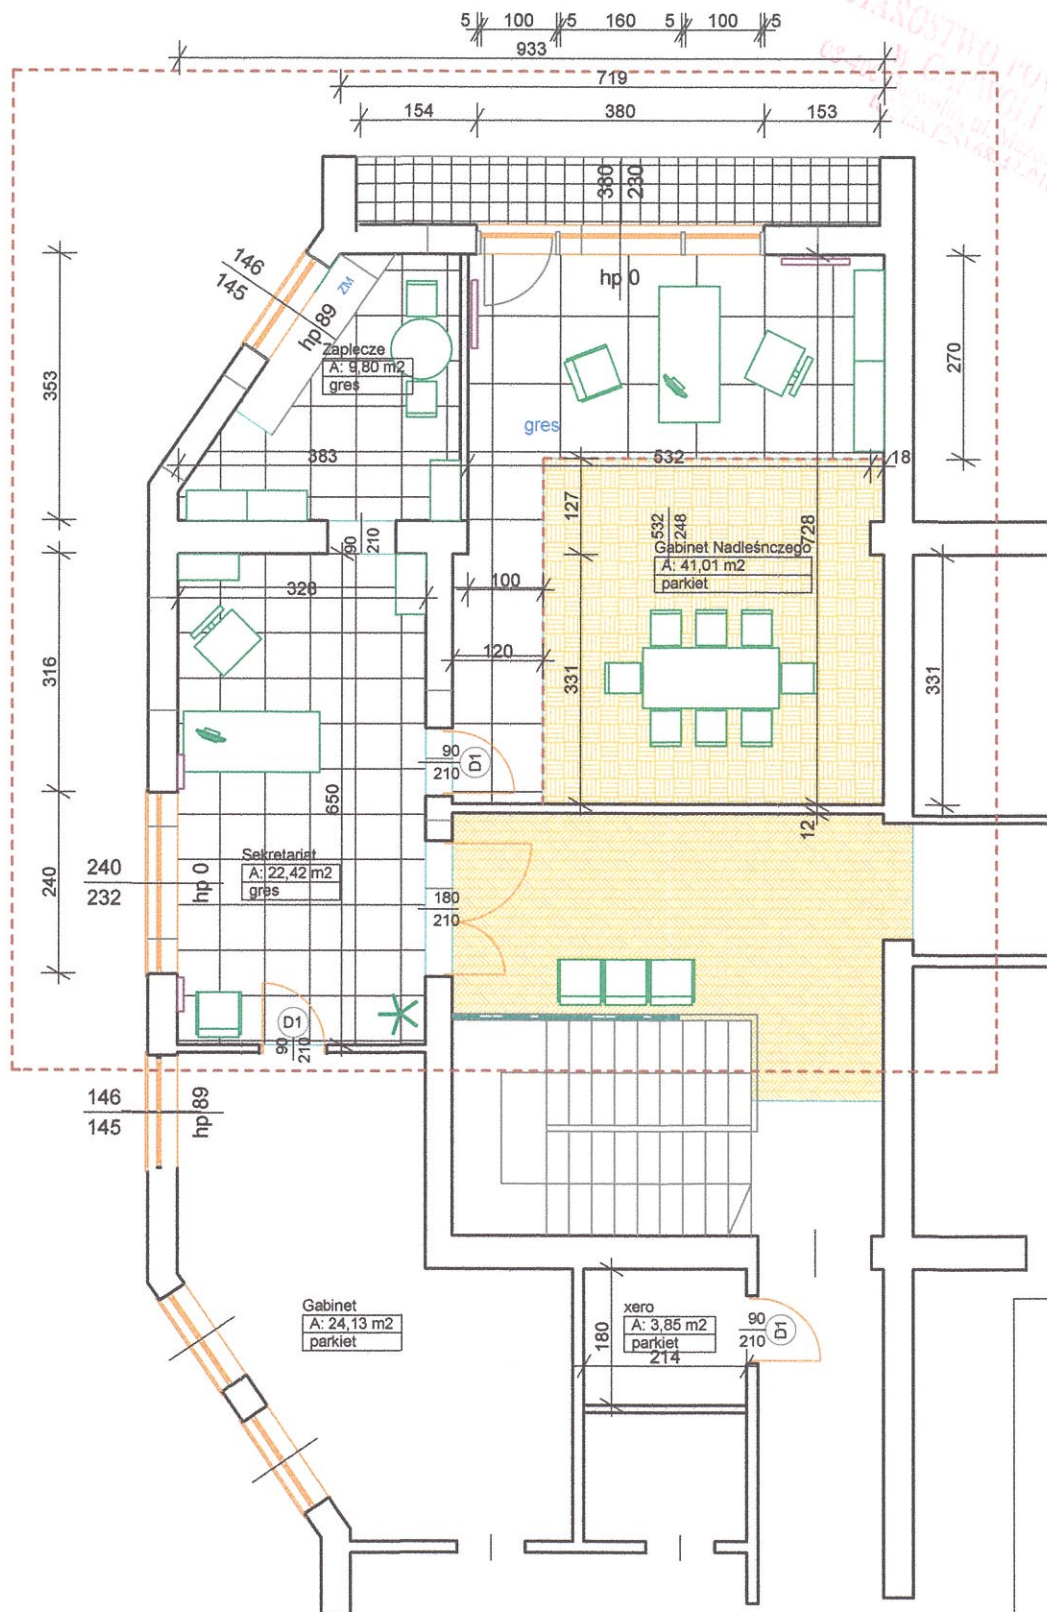 5 100 5 160 5 100 5
933
719
154 380 153
STAROSTWO POW
380
230
146
145
hp 89
ZM
hp 0
Zaplecze
A: 9,80 m2
gres
353
270
gres
383
532
18
127
532
248
728
Gabinet Nadleśnczego
A: 41,01 m2
parkiet
90
210
328
100
120
316
331
331
90
210
D1
650
12
Sekretariat
A: 22,42 m2
gres
240
240
232
hp 0
180
210
D1
90
210
146
145
hp 89
Gabinet
A: 24,13 m2
parkiet
xero
A: 3,85 m2
parkiet
180
214
90
210
D1